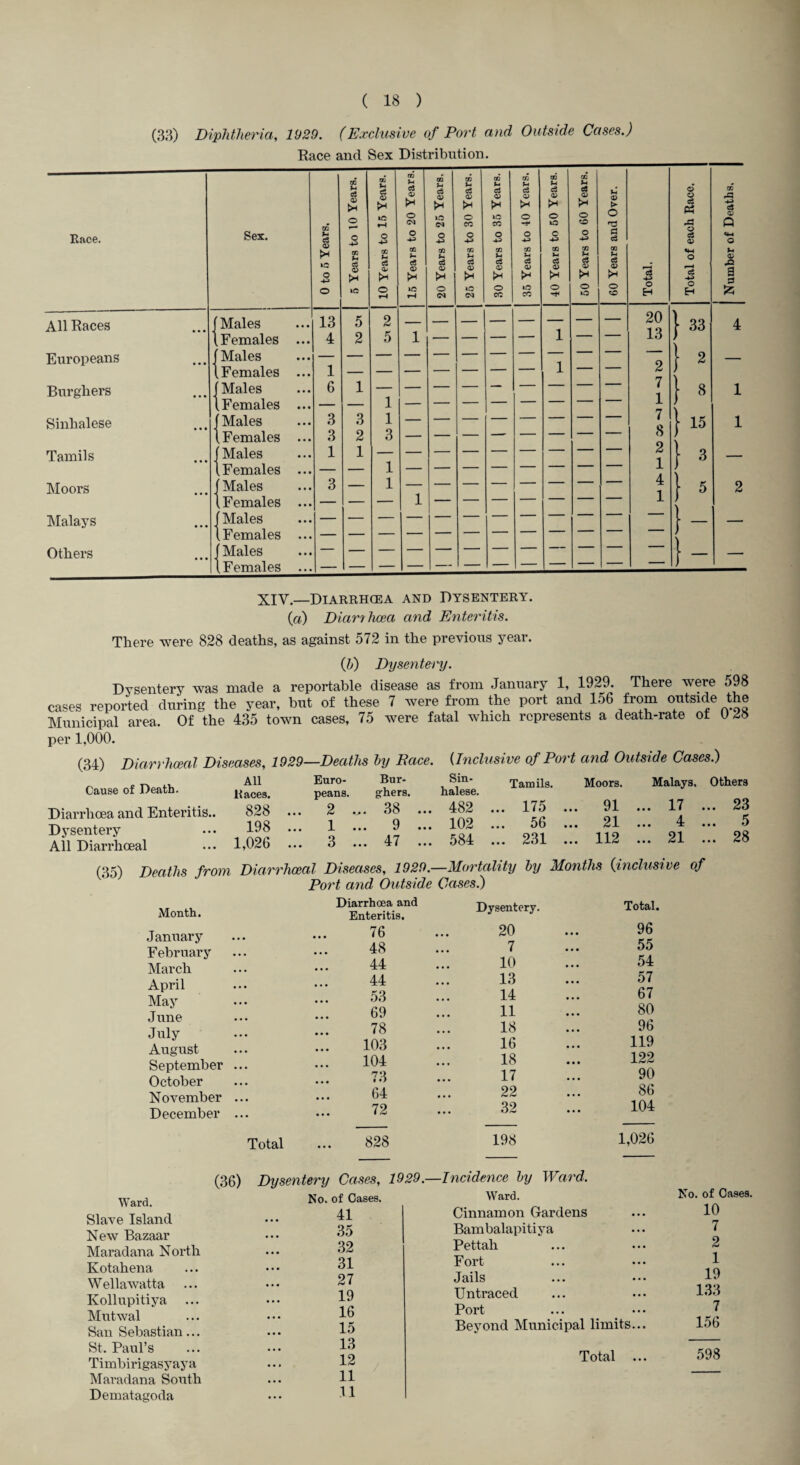 ( 18 )
(33) Diphtheria, 1929. (Exclusive of Port and Outside Cases.)
Race and Sex Distribution.
Race. Sex. 0 to 5 Years. 5 Years to 10 Years. 10 Years to 15 Years. 15 Years to 20 Years. 20 Years to 25 Years. 25 Years to 30 Years. 30 Years to 35 Years. 35 Years to 40 Years. 40 Years to 50 Years. 50 Years to 60 Years. 60 Years and Over. Total. Total of each Race. Number of Deaths.
All Races ... { Males ... 13 5 2 — — — — — — — — 20 } 33 4
{ Females ... 4 2 5 1 — — — — 1 — — 13
Europeans ... { Males ... — — — — — — — — — — — — } 2 —
{ Females ... 1 — — — — — — — 1 — — 2
Burghers ... { Males ... 6 1 — — — — — — — — — 7 } 8 1
{ Females ... — — 1 — — — — — — — — 1
Sinhalese ... { Males ... 3 3 1 — — — — — — — — 7 } 15 1
{ Females ... 3 2 3 — — — — — — — — 8
Tamils ... { Males ... 1 1 — — — — — — — — — 2 } 3 —
{ Females ... — — 1 — — — — — — — — 1
Moors ... { Males ... 3 — 1 — — — — — — — — 4 } 5 2
{ Females ... — — — 1 — — — — — — — 1
Malays ... { Males ... — — — — — — — — — — — — } — —
{ Females ... — — — — — — — — — — — —
Others ... { Males ... — — — — — — — — — — — — } — —
{ Females ... — — — — — — — — — — — —
XIV.—DIARRHŒA AND DYSENTERY.
(a) Diarrhœa and Enteritis.
There were 828 deaths, as against 572 in the previous year.
(b) Dysentery.
Dysentery was made a reportable disease as from January 1, 1929. There were 598
cases reported during the year, but of these 7 were from the port and 156 from outside the
Municipal area. Of the 435 town cases, 75 were fatal which represents a death-rate of 0·28
per 1,000.
(34) Diarrhœal Diseases, 1929—Deaths by Race. (Inclusive of Port and Outside Cases.)
Cause of Death. All Races. Euro-peans. Bur-ghers. Sin-halese. Tamils. Moors. Malays. Others
Diarrhœa and Enteritis.. 828 ... 2 ... 38 ... 482 ... 175 ... 91 ... 17 ... 23
Dysentery ... 198 ... 1 ... 9 ... 102 ... 56 ... 21 ... 4 ... 5
All Diarrhœal ... 1,026 ... 3 ... 47 ... 584 ... 231 ... 112 ... 21 ... 28
(35) Deaths from Diarrhœal Diseases, 1929.—Mortality by Months (inclusive of
Port and Outside Cases.)
Month. Diarrhœa and Enteritis. Dysentery. Total.
January ... ... 76 ... 20 ... 96
February ... ... 48 ... 7 ... 55
March ... ... 44 ... 10 ... 54
April ... ... 44 ... 13 ... 57
May ... ... 53 ... 14 ... 67
June ... ... 69 ... 11 ... 80
July ... ... 78 ... 18 ... 96
August ... ... 103 ... 16 ... 119
September ... ... 104 ... 18 ... 122
October ... ... 73 ... 17 ... 90
November ... ... 64 ... 22 ... 86
December ... ... 72 ... 32 ... 104
Total ... 828 198 1,026
(36) Dysentery Cases, 1929.—Incidence by Ward.
Ward. No. of Cases.
Slave Island ... 41
New Bazaar ... 35
Maradana North ... 32
Kotahena ... ... 31
Wellawatta ... ... 27
Kollupitiya ... ... 19
Mutwal ... ... 16
San Sebastian ... ... 15
St. Paul's ... ... 13
Timbirigasyaya ... 12
Maradana South ... 11
Dematagoda ... 11
Ward. No. of Cases.
Cinnamon Gardens ... 10
Bambalapitiya ... 7
Pettah ... ... 2
Fort ... ... 1
Jails ... ... 19
Untraced ... ... 133
Port ... ... 7
Beyond Municipal limits... 156
Total ... 598